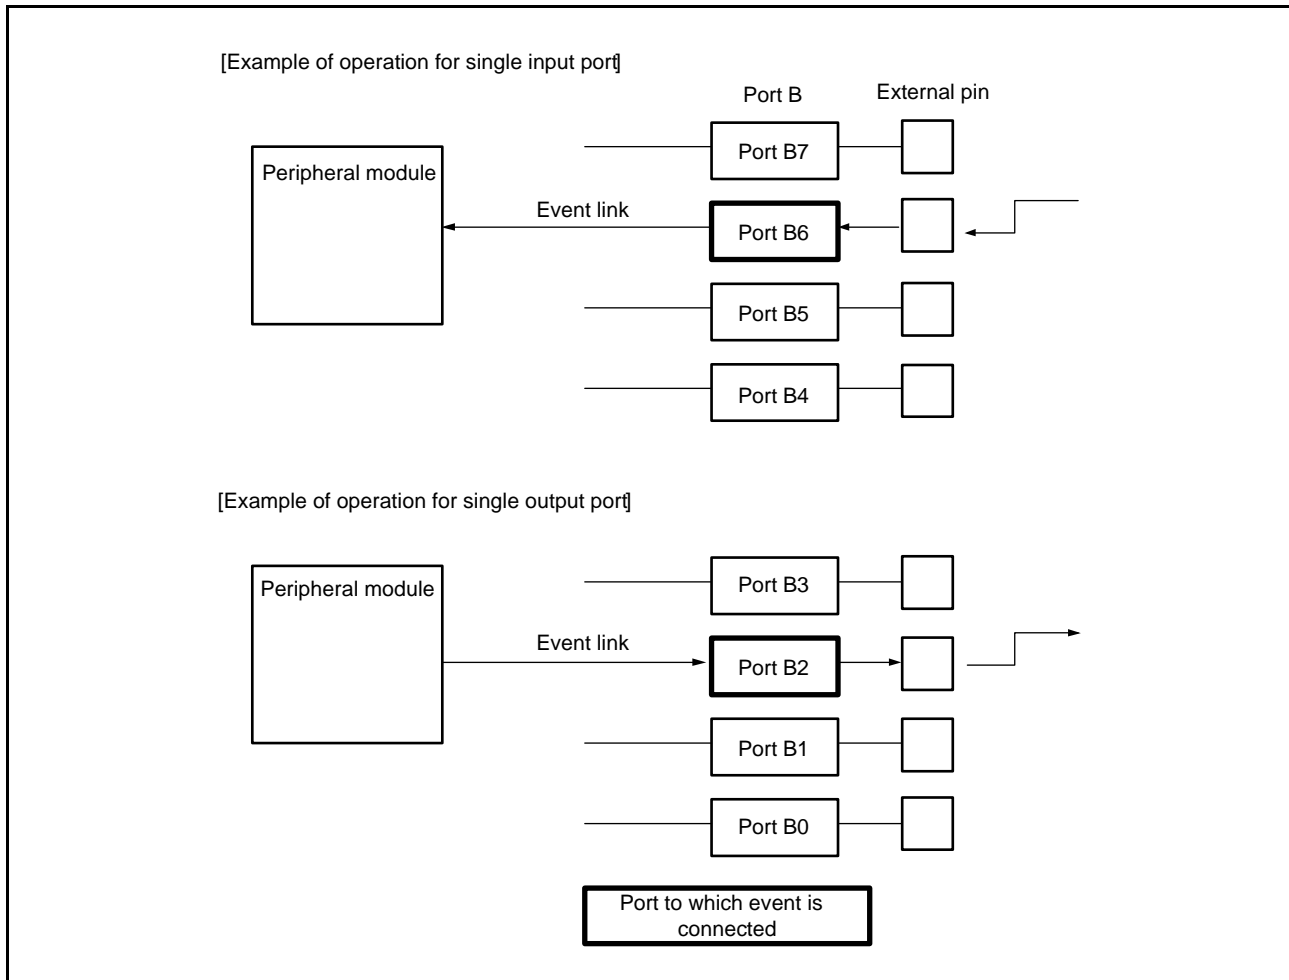 [Example of operation for single input port]
Port B
External pin
Port B7
Peripheral module
Event link
Port B6
Port B5
Port B4
[Example of operation for single output port]
Port B3
Peripheral module
Event link
Port B2
Port B1
Port B0
Port to which event is
connected